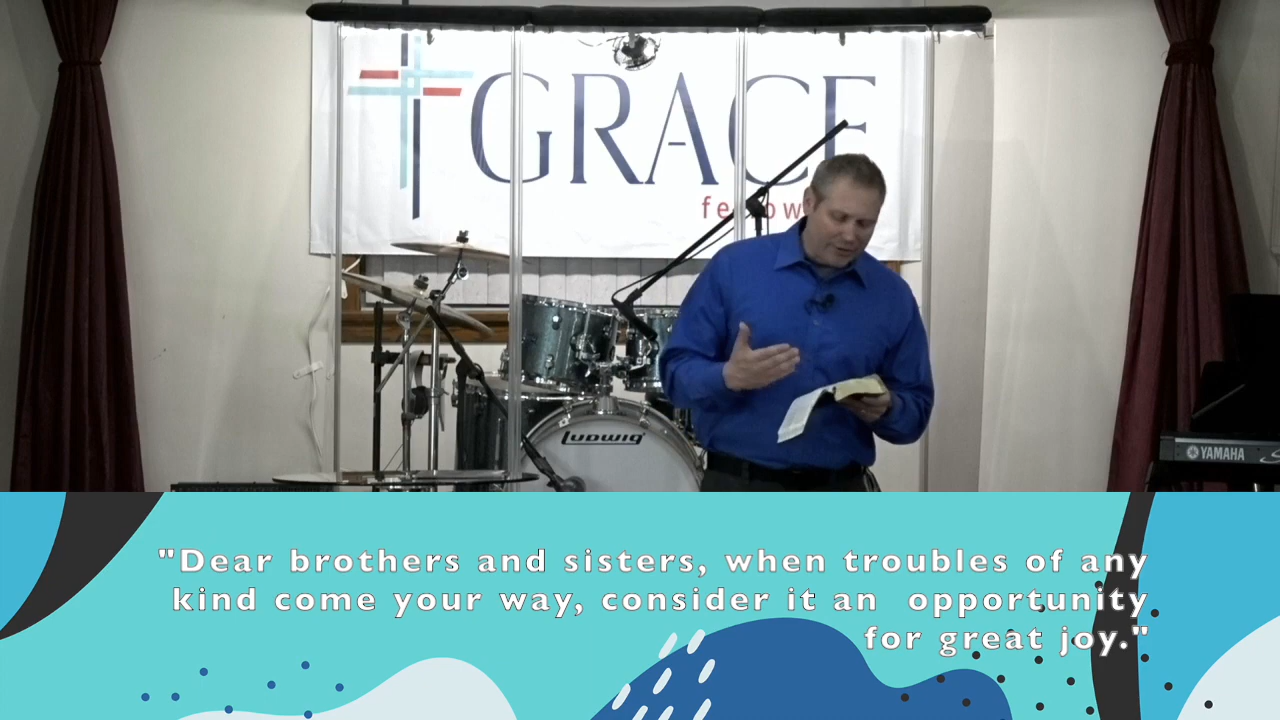 GRACE
Ludwig
YAMAHA
"Dear brothers and sisters, when troubles of any
kind come your way, consider it an opportunity
for great joy."